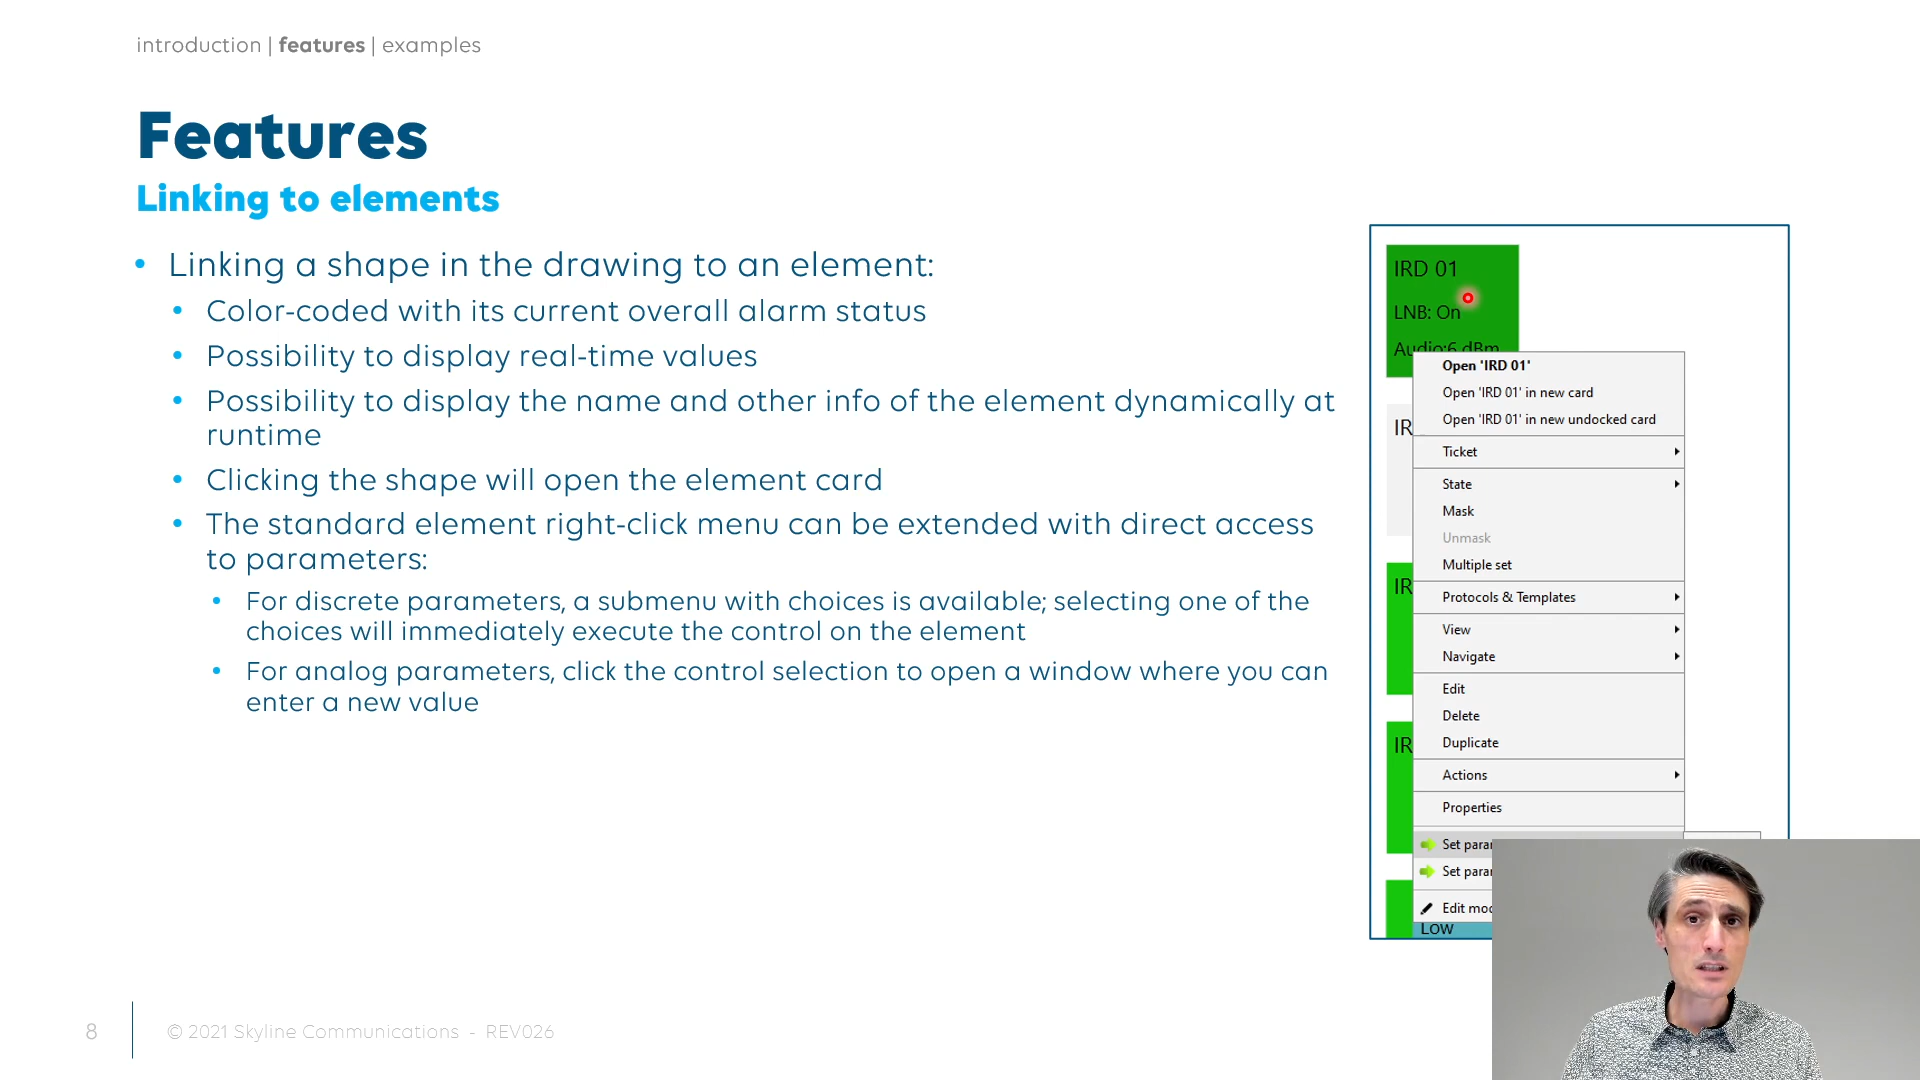 introduction | features | examples
Features
Linking to elements
• Linking a shape in the drawing to an element:
• Color-coded with its current overall alarm status
• Possibility to display real-time values
• Possibility to display the name and other info of the element dynamically at
runtime
• Clicking the shape will open the element card
• The standard element right-click menu can be extended with direct access
to parameters:
• For discrete parameters, a submenu with choices is available; selecting one of the
choices will immediately execute the control on the element
• For analog parameters, click the control selection to open a window where you can
enter a new value
IRD 01
LNB: On
Audio:6 dBm
Open 'IRD 01'
Open 'IRD 01' in new card
Open 'IRD 01' in new undocked card
Ticket
State
Mask
Unmask
Multiple set
Protocols & Templates
View
Navigate
Edit
Delete
Duplicate
Actions
Properties
Set
Set
Edit
Low
8
© 2021 Skyline Communications - REV026